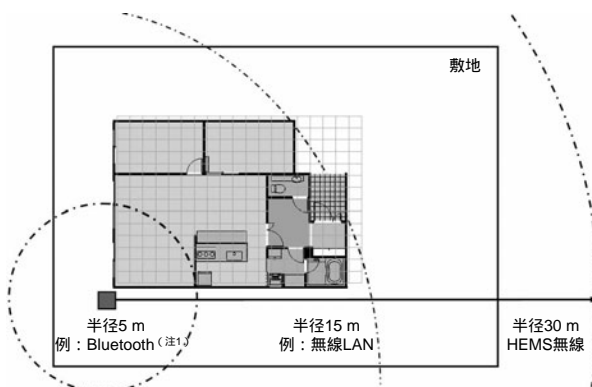 敷地
半径5 m
例：Bluetooth（注1）
半径15 m
例：無線LAN
半径30 m
HEMS無線